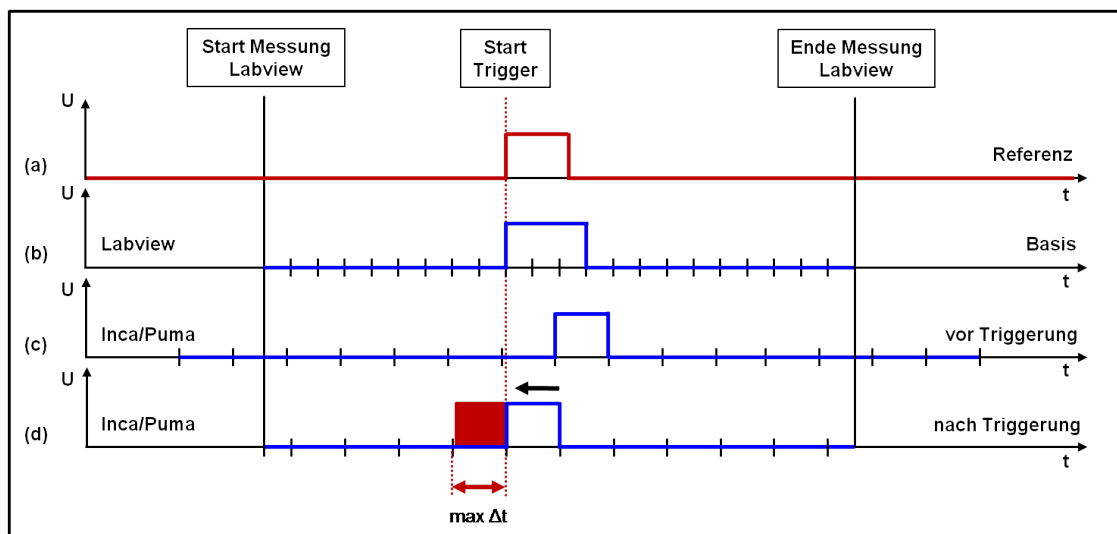 Start Messung
Labview
Start
Trigger
Ende Messung
Labview
U
(a)
Referenz
t
U
(b)
Labview
Basis
t
U
(c)
Inca/Puma
vor Triggerung
t
U
(d)
Inca/Puma
nach Triggerung
t
max Δt